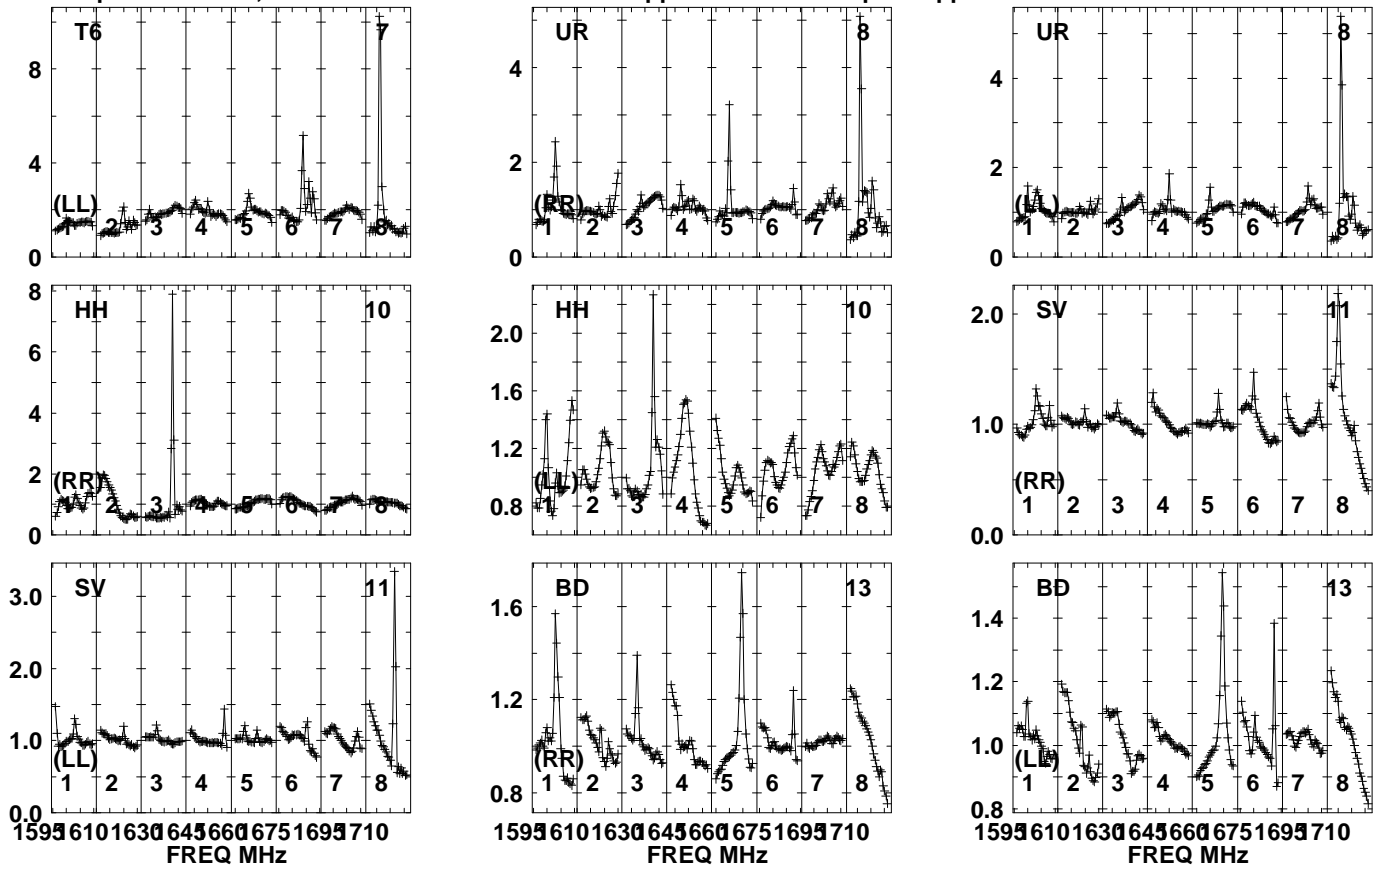 T6 7 UR 8 UR 8
8 6 4 2 0 (LL) 1 2 3 4 5 6 7 8
4 2 0 (RR) 1 2 3 4 5 6 7 8
6 4 2 0 (LL) 1 2 3 4 5 6 7 8
HH 10 HH 10 SV 11
8 6 4 2 0 (RR) 1 2 3 4 5 6 7 8
2.0 1.6 1.2 0.8 (LL) 1 2 3 4 5 6 7 8
2.0 1.0 0.0 (RR) 1 2 3 4 5 6 7 8
SV 11 BD 13 BD 13
3.0 2.0 1.0 0.0 (LL) 1 2 3 4 5 6 7 8
1.6 1.2 0.8 (RR) 1 2 3 4 5 6 7 8
1.4 1.2 1.0 0.8 (LL) 1 2 3 4 5 6 7 8
1595 1610 1630 1645 1660 1675 1695 1710 1595 1610 1630 1645 1660 1675 1695 1710 1595 1610 1630 1645 1660 1675 1695 1710
FREQ MHz FREQ MHz FREQ MHz